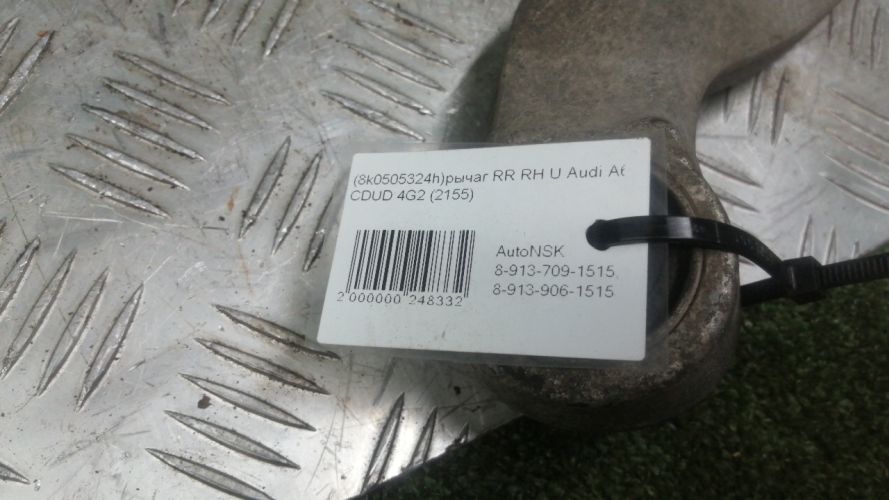 (8k0505324h)рычаг RR RH U Audi A6
CDUD 4G2 (2155)
AutoNSK
8-913-709-1515,
8-913-906-1515
2 000000 248332